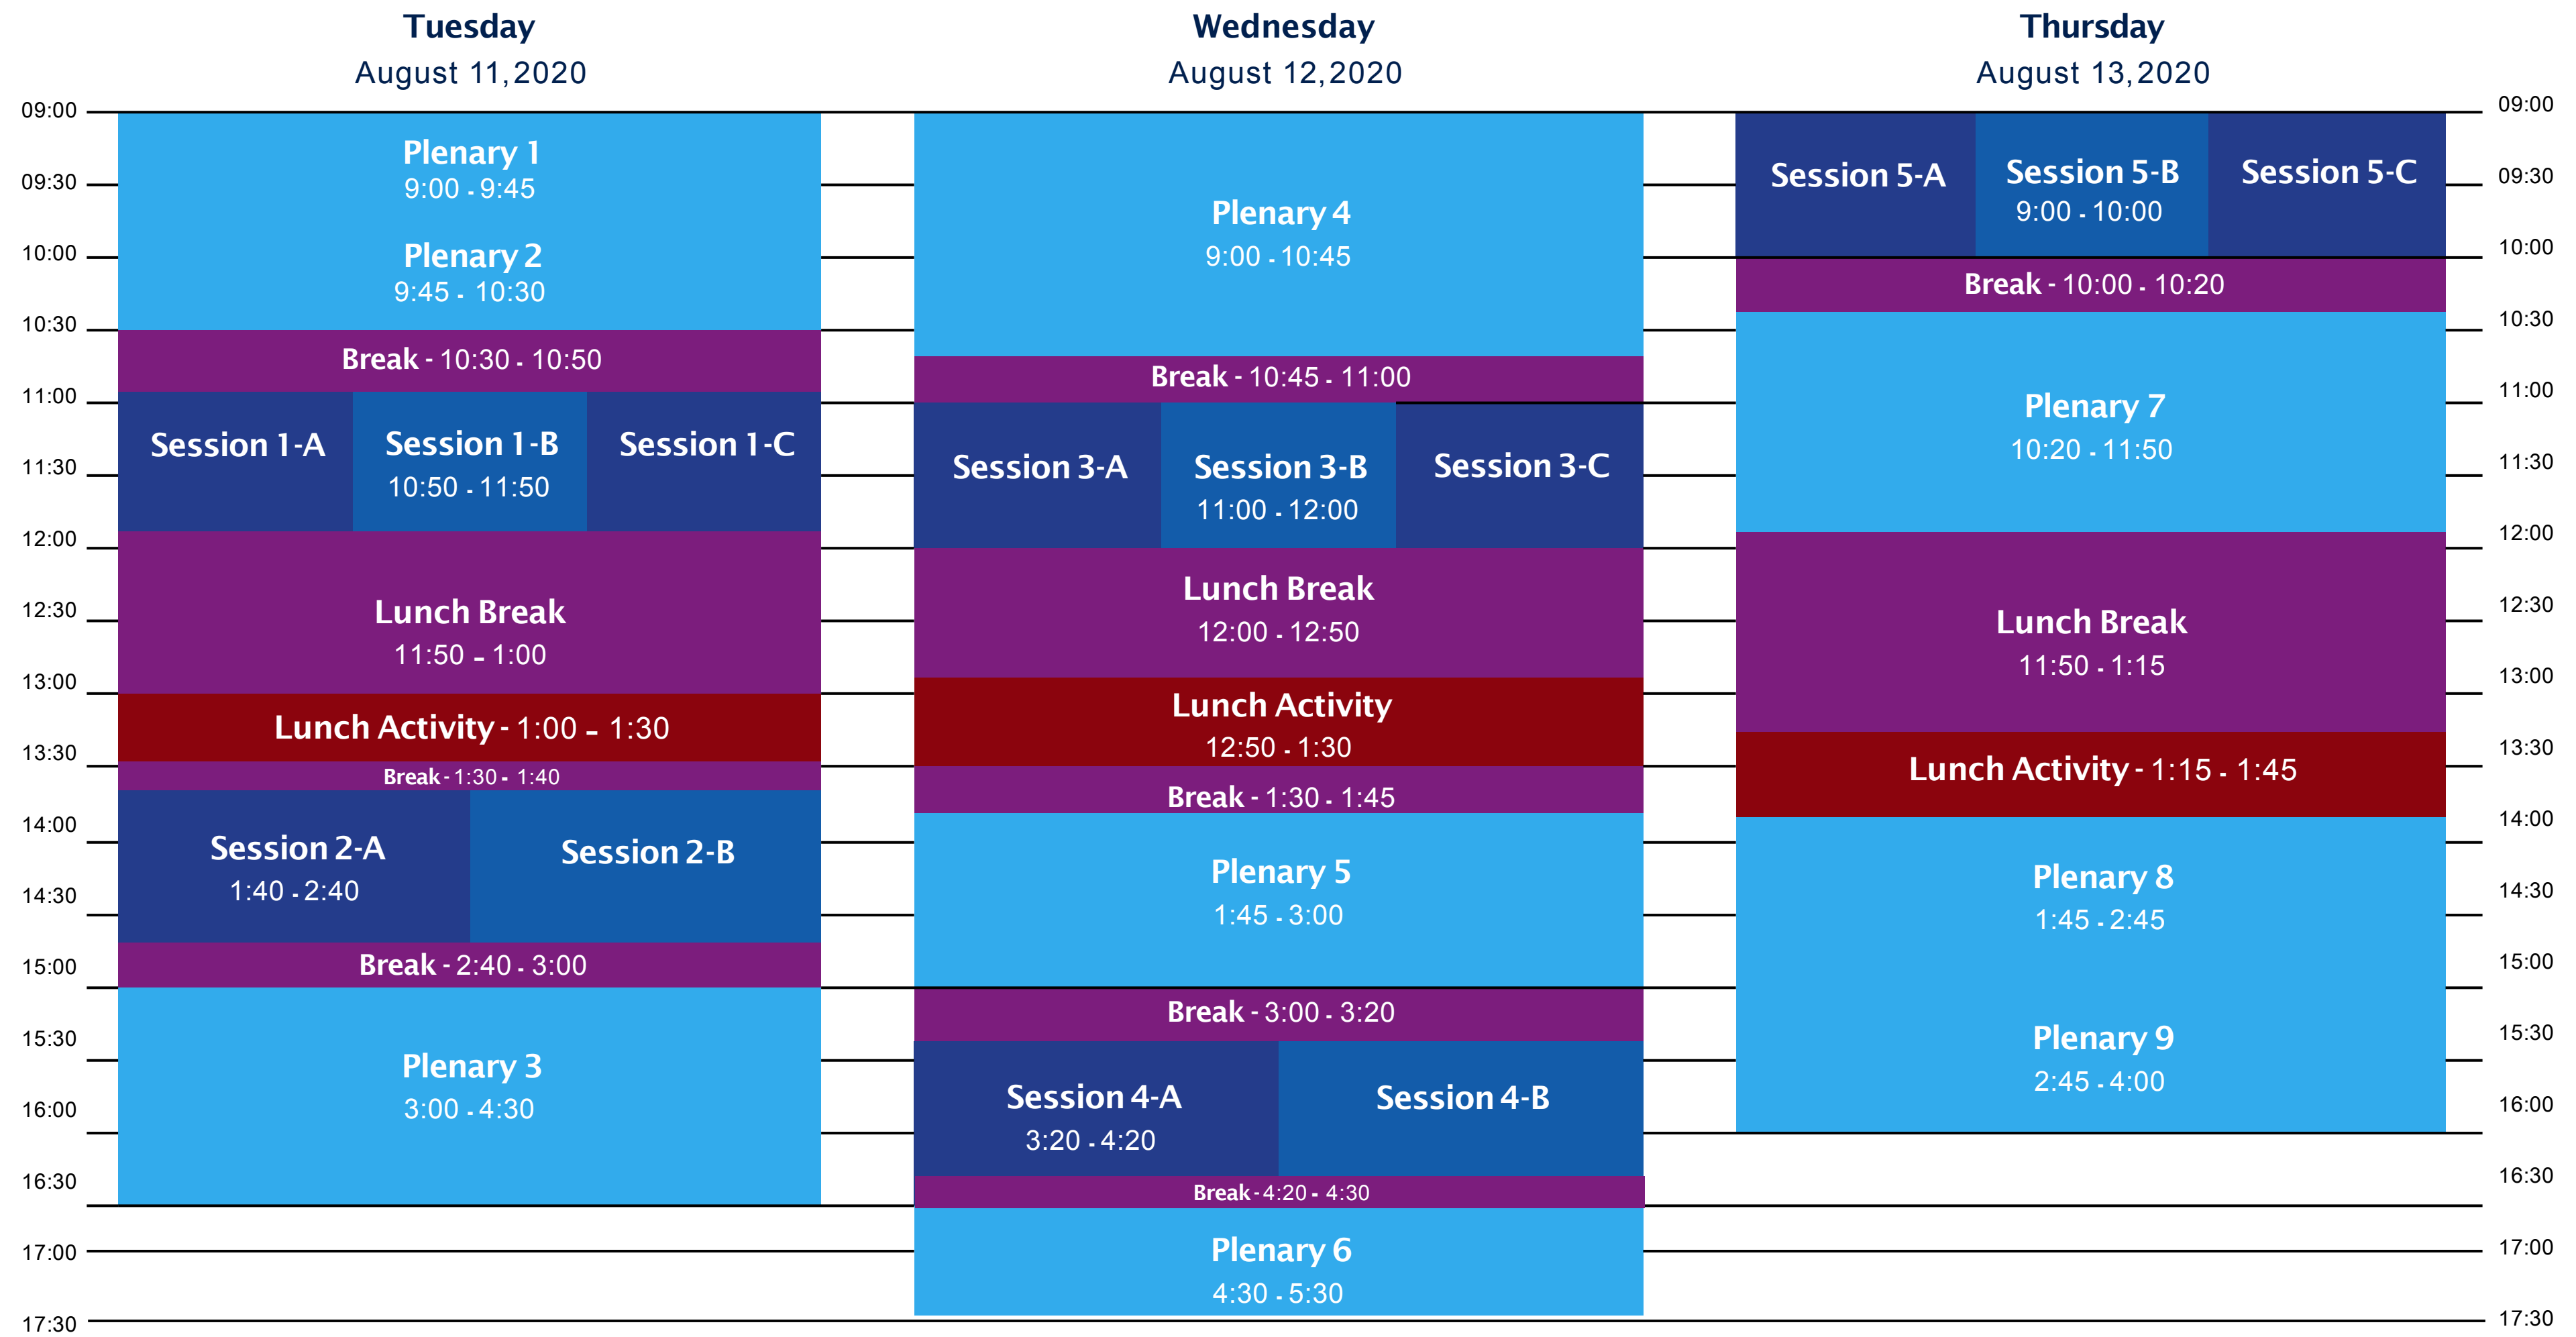 Tuesday
August 11, 2020
Wednesday
August 12, 2020
Thursday
August 13, 2020
09:00
09:30
10:00
10:30
11:00
11:30
12:00
12:30
13:00
13:30
14:00
14:30
15:00
15:30
16:00
16:30
17:00
17:30
Plenary 1
9:00 - 9:45
Plenary 2
9:45 - 10:30
Break - 10:30 - 10:50
Session 1-A
Session 1-B
10:50 - 11:50
Session 1-C
Lunch Break
11:50 – 1:00
Lunch Activity - 1:00 – 1:30
Break - 1:30 - 1:40
Session 2-A
1:40 - 2:40
Session 2-B
Break - 2:40 - 3:00
Plenary 3
3:00 - 4:30
Plenary 4
9:00 - 10:45
Break - 10:45 - 11:00
Session 3-A
Session 3-B
11:00 - 12:00
Session 3-C
Lunch Break
12:00 - 12:50
Lunch Activity
12:50 - 1:30
Break - 1:30 - 1:45
Plenary 5
1:45 - 3:00
Break - 3:00 - 3:20
Session 4-A
3:20 - 4:20
Session 4-B
Break - 4:20 - 4:30
Plenary 6
4:30 - 5:30
Session 5-A
Session 5-B
9:00 - 10:00
Session 5-C
Break - 10:00 - 10:20
Plenary 7
10:20 - 11:50
Lunch Break
11:50 - 1:15
Lunch Activity - 1:15 - 1:45
Plenary 8
1:45 - 2:45
Plenary 9
2:45 - 4:00
09:00
09:30
10:00
10:30
11:00
11:30
12:00
12:30
13:00
13:30
14:00
14:30
15:00
15:30
16:00
16:30
17:00
17:30